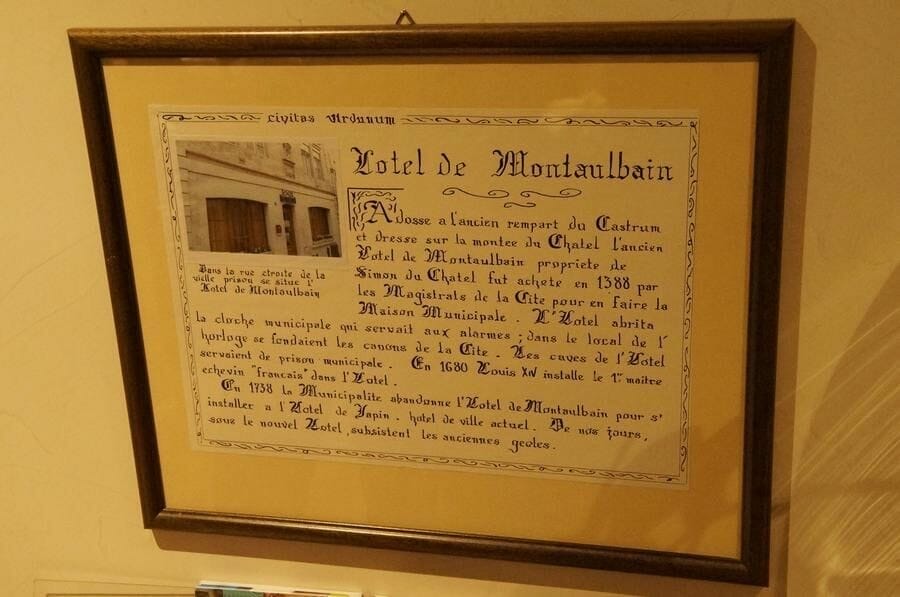 civitas virdunum
Hotel de Montaulbain
Adosse a l'ancien rempart du Castrum
et Dresse sur la montee du Chatel l'ancien
Hotel de Montaulbain propriete de
Simon du Chatel fut achete en 1388 par
les Magistrats de la Cite pour en faire la
Maison Municipale. L'Hotel abrita
la cloche municipale qui servait aux alarmes ; dans le local de l'
horloge se fondaient les canons de la Cite. Les caves de l'Hotel
servaient de prison municipale. En 1680 Louis XIV installe le 1er maitre
echevin "francais" dans l'Hotel.
En 1738 la Municipalite abandonne l'Hotel de Montaulbain pour s'
installer a l'Hotel de Japin. hotel de ville actuel. De nos jours,
sous le nouvel Hotel, subsistent les anciennes geoles.
Dans la rue etroite de la
vielle prison se situe l'
Hotel de Montaulbain